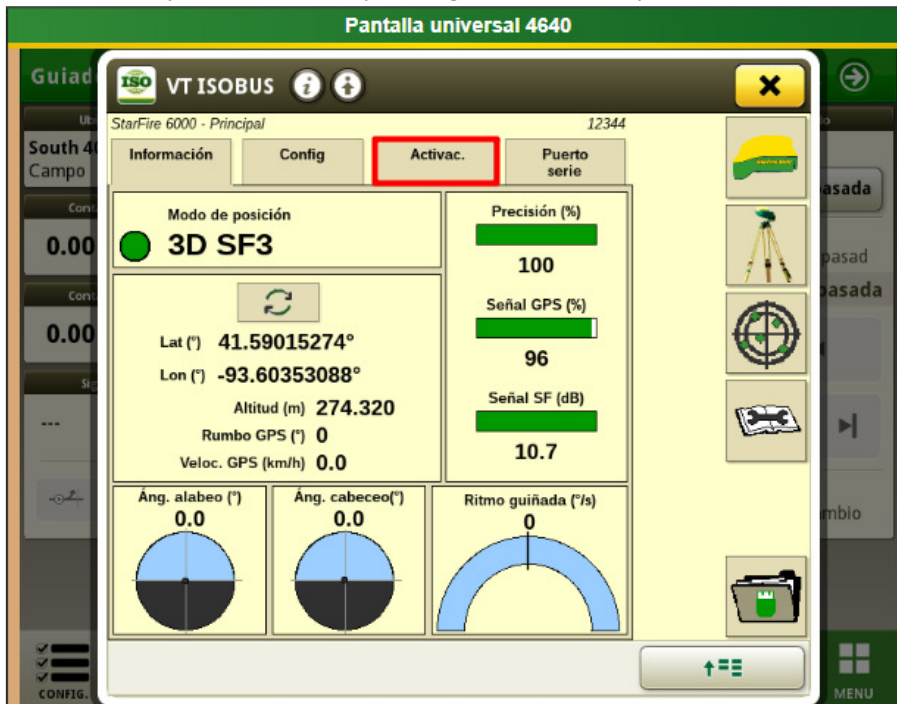 Pantalla universal 4640
Guiad
ISO VT ISOBUS
StarFire 6000 - Principal 12344
Información Config Activac. Puerto serie
South 40
Campo
Modo de posición
3D SF3
Precisión (%)
100
asada
pasad
pasada
0.00
Señal GPS (%)
96
Lat (°) 41.59015274°
Lon (°) -93.60353088°
0.00
Altitud (m) 274.320
Rumbo GPS (°) 0
Veloc. GPS (km/h) 0.0
Señal SF (dB)
10.7
---
Áng. alabeo (°)
0.0
Áng. cabeceo(°)
0.0
Ritmo guiñada (°/s)
0
mbio
CONFIG.
MENU